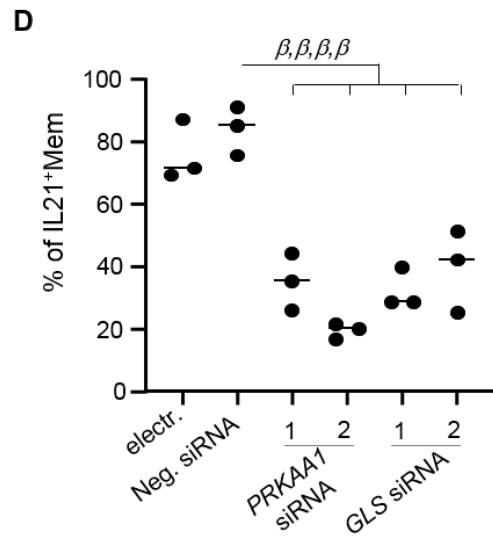 D
β,β,β,β
% of IL21⁺Mem
100
80
60
40
20
0
electr.
Neg. siRNA
1 2 1 2
PRKAA1
siRNA
GLS siRNA